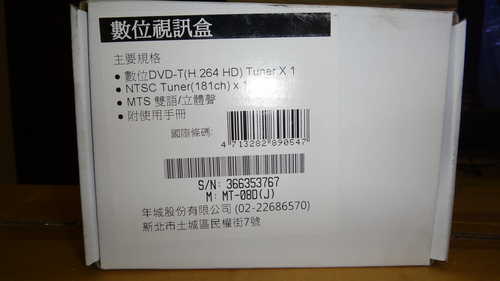 數位視訊盒
主要規格
● 數位DVD-T(H.264 HD) Tuner X 1
● NTSC Tuner(181ch) x 1
● MTS 雙語/立體聲
● 附使用手冊
國際條碼:
4 713282 890547
S/N: 366353767
M: MT-08D(J)
年城股份有限公司 (02-22686570)
新北市土城區民權街7號